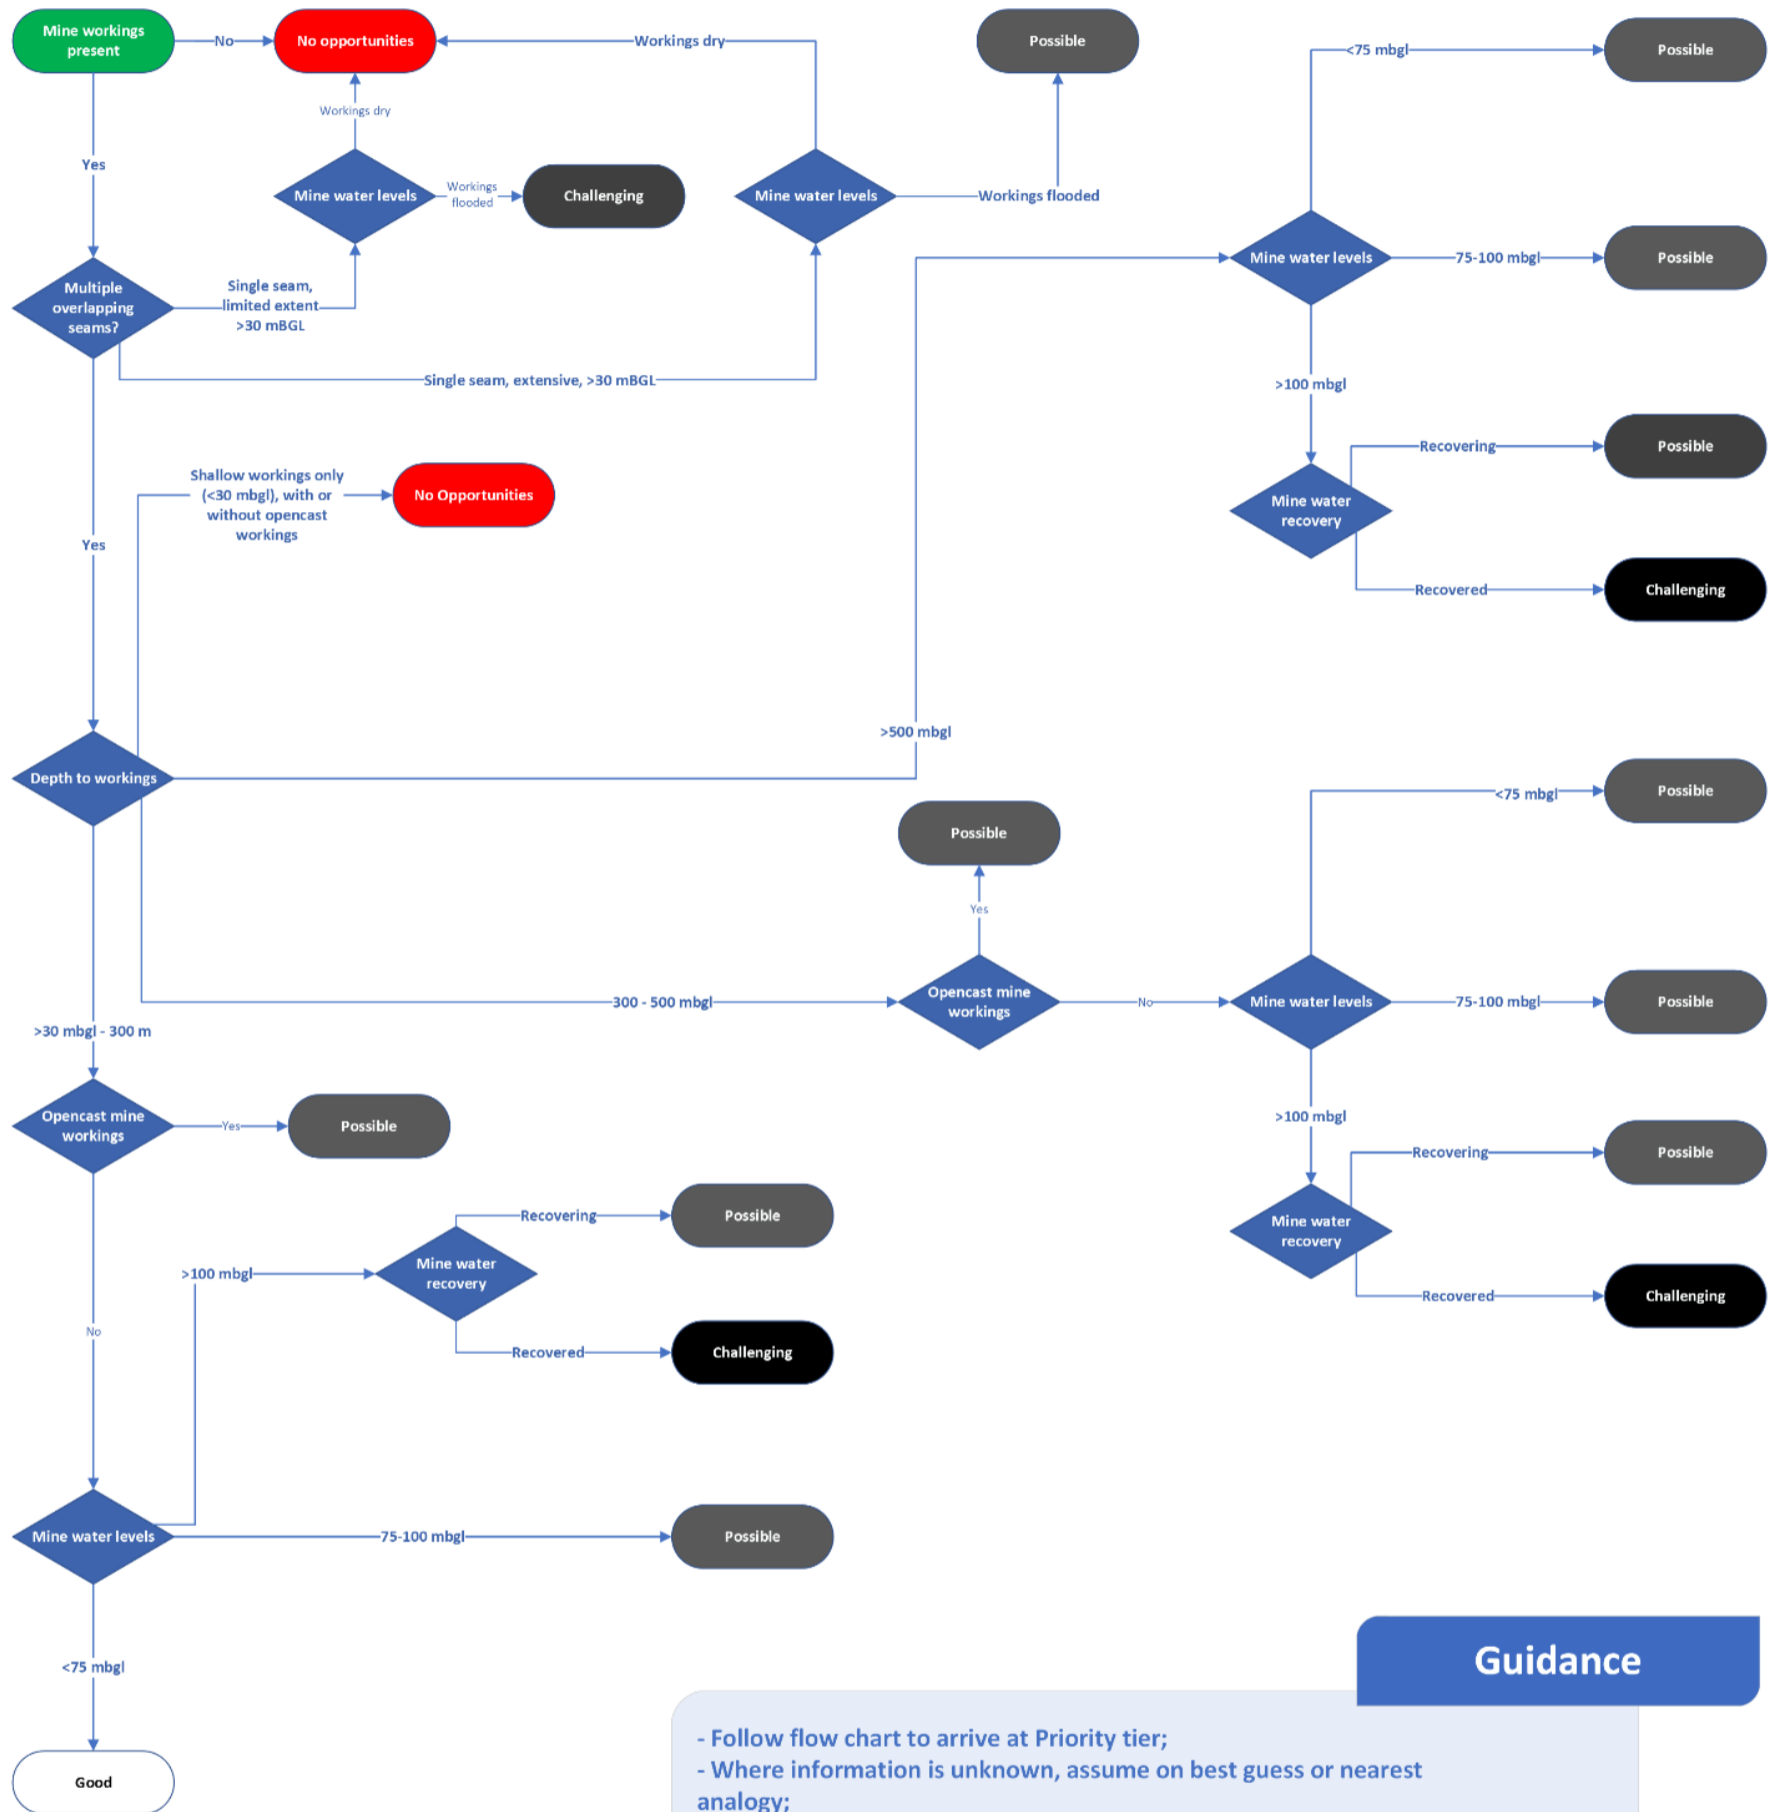 Mine workings
present
No
No opportunities
Workings dry
Possible
<75 mbgl
Possible
Workings dry
Yes
Mine water levels
Workings
flooded
Challenging
Mine water levels
Workings flooded
Mine water levels
75-100 mbgl
Possible
Multiple
overlapping
seams?
Single seam,
limited extent
>30 mBGL
Single seam, extensive, >30 mBGL
>100 mbgl
Recovering
Possible
Mine water
recovery
Recovered
Challenging
Shallow workings only
(<30 mbgl), with or
without opencast
workings
No Opportunities
Yes
>500 mbgl
Depth to workings
Possible
<75 mbgl
Possible
Yes
300 - 500 mbgl
Opencast mine
workings
No
Mine water levels
75-100 mbgl
Possible
>30 mbgl - 300 m
Opencast mine
workings
Yes
Possible
>100 mbgl
Recovering
Possible
Mine water
recovery
Recovered
Challenging
Recovering
Possible
>100 mbgl
Mine water
recovery
Recovered
Challenging
No
Mine water levels
75-100 mbgl
Possible
<75 mbgl
Good
Guidance
- Follow flow chart to arrive at Priority tier;
- Where information is unknown, assume on best guess or nearest
analogy;